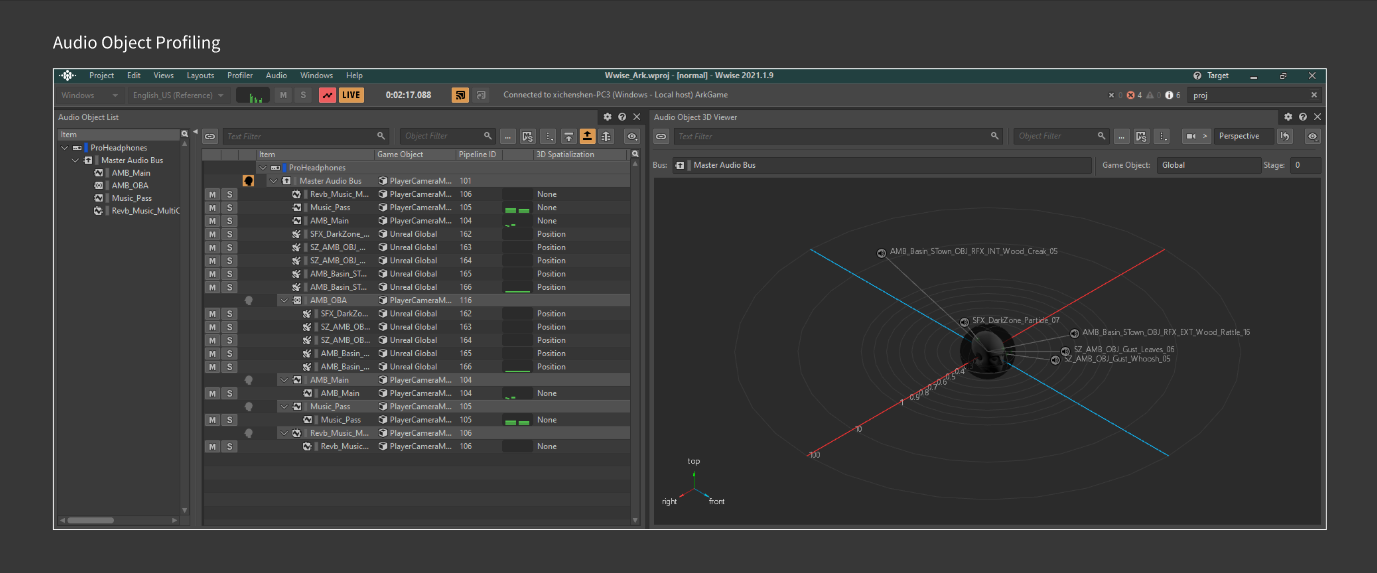 Audio Object Profiling
Project Edit Views Layouts Profiler Audio Windows Help Wwise_Ark.wproj - [normal] - Wwise 2021.1.9 Target
Windows English_US (Reference) M S LIVE 0:02:17.088 Connected to xichenshen-PC3 (Windows - Local host) ArkGame 0 4 0 6 proj
Audio Object List
Item
ProHeadphones
Master Audio Bus
AMB_Main
AMB_OBA
Music_Pass
Revb_Music_MultiC
Text Filter Object Filter ...
Item Game Object Pipeline ID 3D Spatialization
ProHeadphones
Master Audio Bus PlayerCameraM... 101
M S Revb_Music_M... PlayerCameraM... 106 None
M S Music_Pass PlayerCameraM... 105 None
M S AMB_Main PlayerCameraM... 104 None
M S SFX_DarkZone_... Unreal Global 162 Position
M S SZ_AMB_OBJ_... Unreal Global 163 Position
M S SZ_AMB_OBJ_... Unreal Global 164 Position
M S AMB_Basin_ST... Unreal Global 165 Position
M S AMB_Basin_ST... Unreal Global 166 Position
AMB_OBA PlayerCameraM... 116
M S SFX_DarkZo... Unreal Global 162 Position
M S SZ_AMB_OB... Unreal Global 163 Position
M S SZ_AMB_OB... Unreal Global 164 Position
M S AMB_Basin_... Unreal Global 165 Position
M S AMB_Basin_... Unreal Global 166 Position
AMB_Main PlayerCameraM... 104
M S AMB_Main PlayerCameraM... 104 None
Music_Pass PlayerCameraM... 105
M S Music_Pass PlayerCameraM... 105 None
Revb_Music_M... PlayerCameraM... 106
M S Revb_Music... PlayerCameraM... 106 None
Audio Object 3D Viewer
Text Filter Object Filter ... Perspective
Bus: Master Audio Bus Game Object: Global Stage: 0
AMB_Basin_STown_OBJ_RFX_INT_Wood_Creak_05
SFX_DarkZone_Particle_07
AMB_Basin_STown_OBJ_RFX_EXT_Wood_Rattle_16
SZ_AMB_OBJ_Gust_Leaves_06
SZ_AMB_OBJ_Gust_Whoosh_05
0.4
0.5
0.6
0.7
0.8
0.9
1
10
100
top
right front